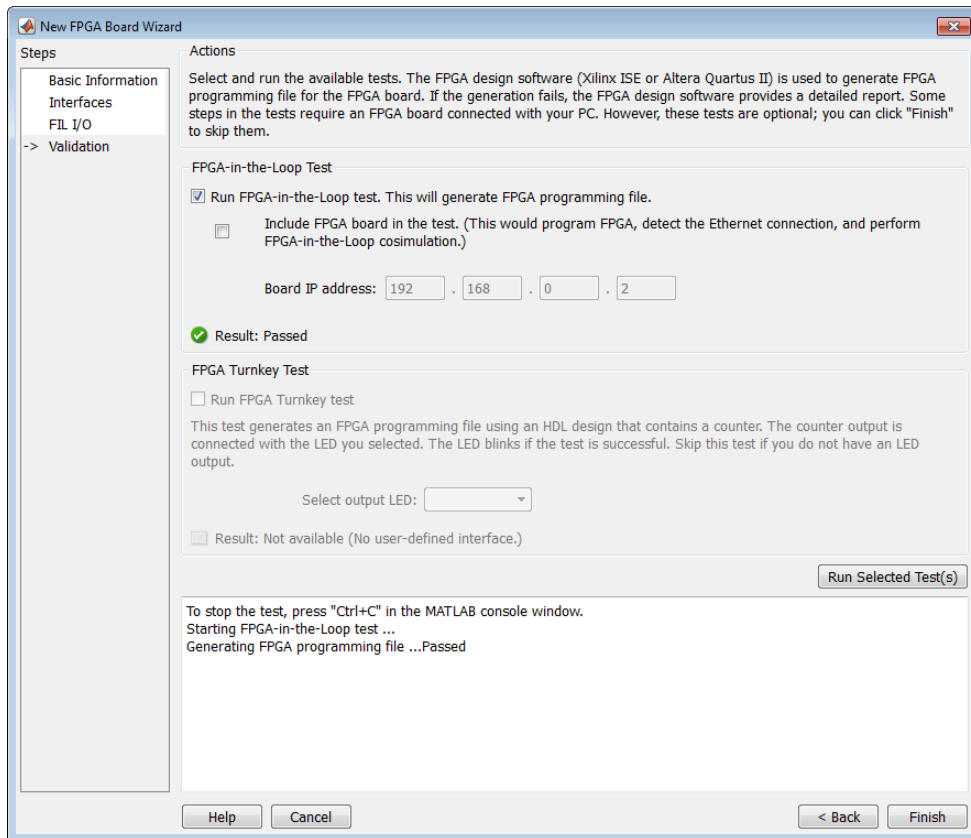 New FPGA Board Wizard
Steps
Basic Information
Interfaces
FIL I/O
-> Validation
Actions
Select and run the available tests. The FPGA design software (Xilinx ISE or Altera Quartus II) is used to generate FPGA
programming file for the FPGA board. If the generation fails, the FPGA design software provides a detailed report. Some
steps in the tests require an FPGA board connected with your PC. However, these tests are optional; you can click "Finish"
to skip them.
FPGA-in-the-Loop Test
Run FPGA-in-the-Loop test. This will generate FPGA programming file.
Include FPGA board in the test. (This would program FPGA, detect the Ethernet connection, and perform
FPGA-in-the-Loop cosimulation.)
Board IP address: 192 . 168 . 0 . 2
Result: Passed
FPGA Turnkey Test
Run FPGA Turnkey test
This test generates an FPGA programming file using an HDL design that contains a counter. The counter output is
connected with the LED you selected. The LED blinks if the test is successful. Skip this test if you do not have an LED
output.
Select output LED:
Result: Not available (No user-defined interface.)
Run Selected Test(s)
To stop the test, press "Ctrl+C" in the MATLAB console window.
Starting FPGA-in-the-Loop test ...
Generating FPGA programming file ...Passed
Help Cancel < Back Finish